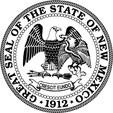 GREAT SEAL OF THE STATE OF NEW MEXICO
CRESCIT EUNDO
• 1912 •